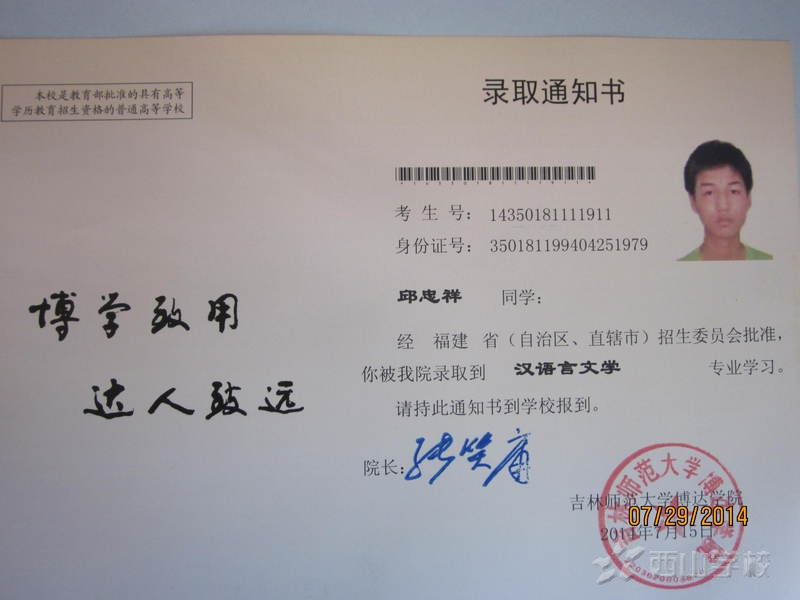 本校是教育部批准的具有高等
学历教育招生资格的普通高等学校
录取通知书
考生号：14350181111911
身份证号：350181199404251979
邱忠祥 同学：
经 福建 省（自治区、直辖市）招生委员会批准，
你被我院录取到 汉语言文学 专业学习。
请持此通知书到学校报到。
博学致用
达人致远
院长：
吉林师范大学博达学院
2014年7月15日
07/29/2014
西山学校